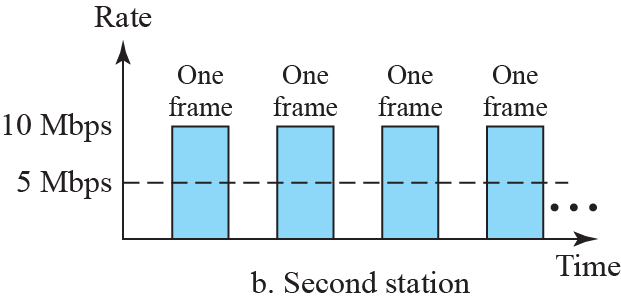 Rate
One frame
One frame
One frame
One frame
10 Mbps
5 Mbps
...
Time
b. Second station